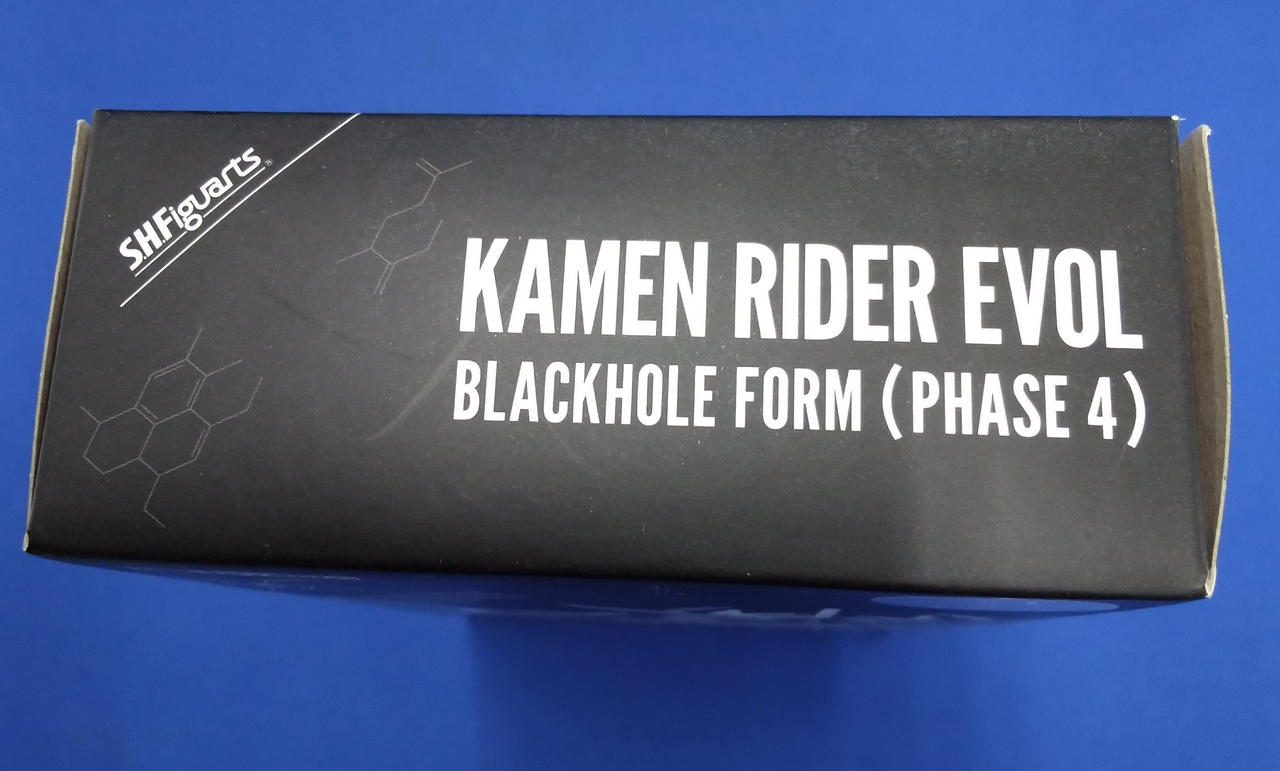 S.H.Figuarts®
KAMEN RIDER EVOL
BLACKHOLE FORM (PHASE 4)